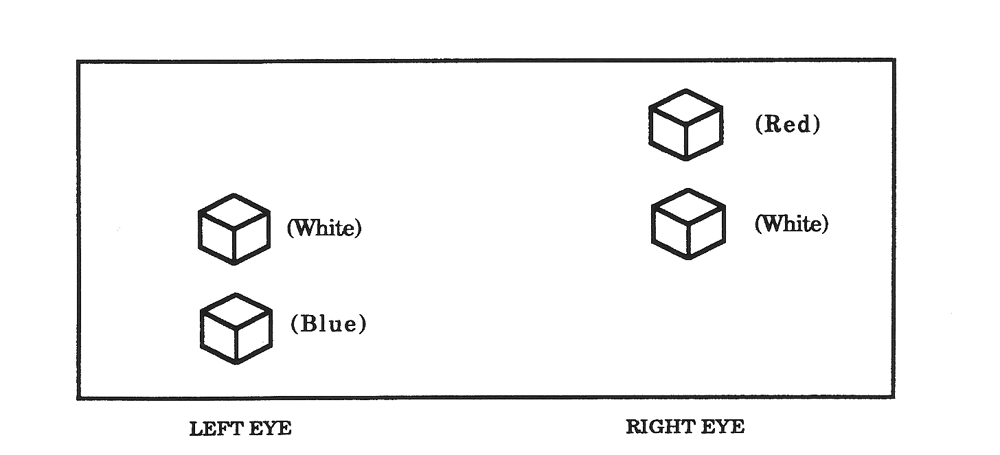 (Red)
(White)
(White)
(Blue)
LEFT EYE
RIGHT EYE